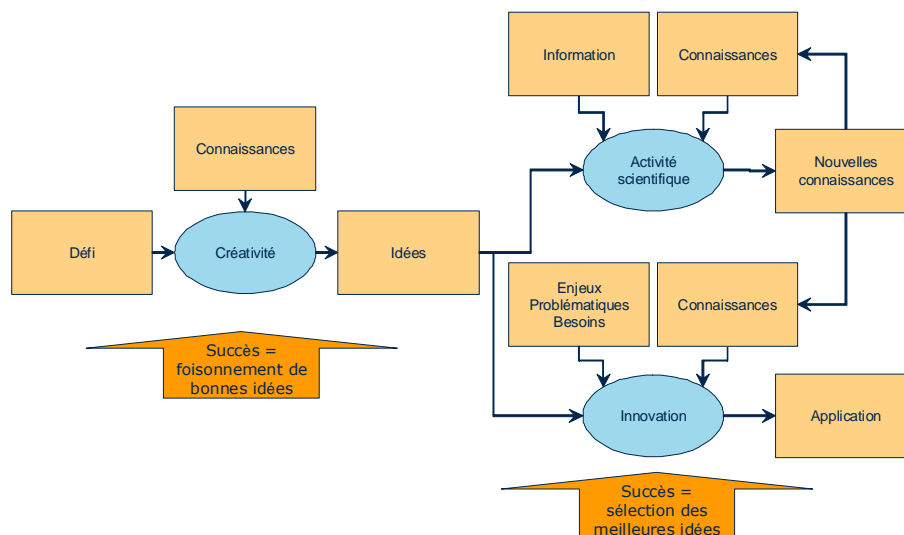 Information
Connaissances
Connaissances
Activité
scientifique
Nouvelles
connaissances
Défi
Créativité
Idées
Enjeux
Problématiques
Besoins
Connaissances
Succès =
foisonnement de
bonnes idées
Innovation
Application
Succès =
sélection des
meilleures idées